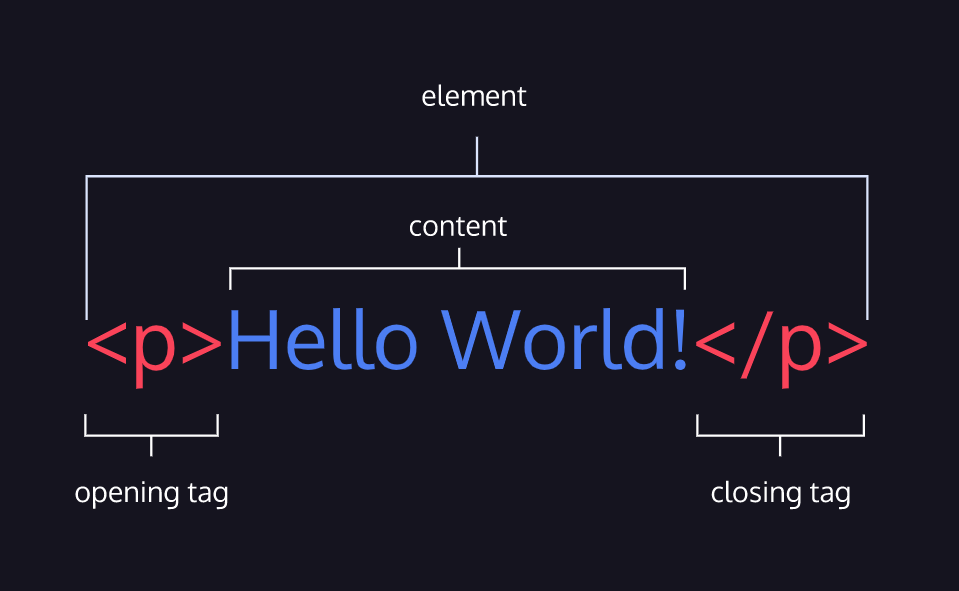 element
content
<p>Hello World!</p>
opening tag
closing tag